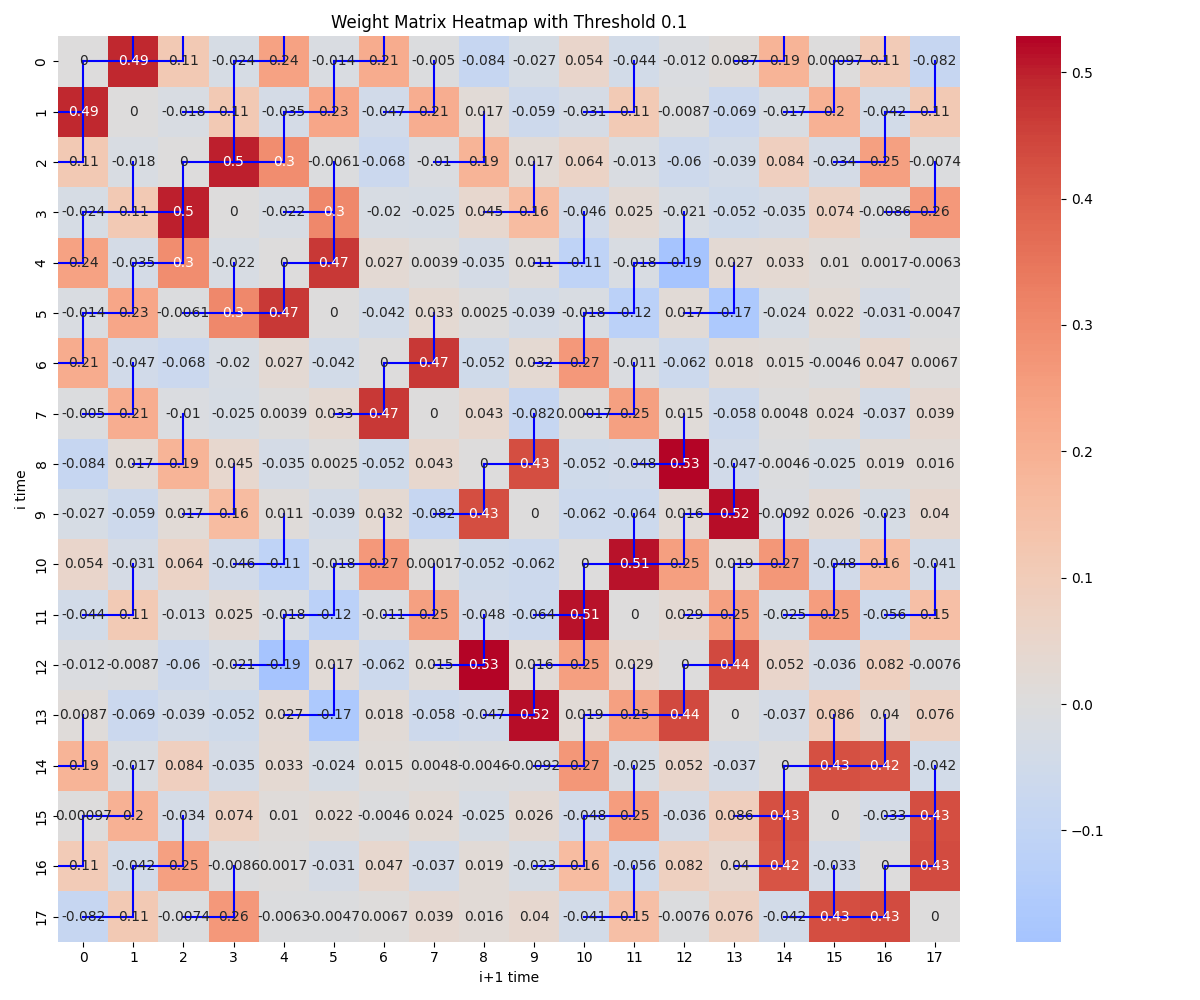 Weight Matrix Heatmap with Threshold 0.1
0 0 0.49 0.11 -0.024 0.24 -0.014 0.21 -0.005 -0.084 -0.027 0.054 -0.044 -0.012 0.0087 0.19 0.00097 0.11 -0.082
1 0.49 0 -0.018 0.11 -0.035 0.23 -0.047 0.21 0.017 -0.059 -0.031 0.11 -0.0087 -0.069 -0.017 0.2 -0.042 0.11
2 0.11 -0.018 0 0.5 0.3 -0.0061 -0.068 -0.01 0.19 0.017 0.064 -0.013 -0.06 -0.039 0.084 -0.034 0.25 -0.0074
3 -0.024 0.11 0.5 0 -0.022 0.3 -0.02 -0.025 0.045 0.16 -0.046 0.025 -0.021 -0.052 -0.035 0.074 -0.0086 0.26
4 0.24 -0.035 0.3 -0.022 0 0.47 0.027 0.0039 -0.035 0.011 -0.11 -0.018 -0.19 0.027 0.033 0.01 0.0017 -0.0063
5 -0.014 0.23 -0.0061 0.3 0.47 0 -0.042 0.033 0.0025 -0.039 -0.018 -0.12 0.017 -0.17 -0.024 0.022 -0.031 -0.0047
6 0.21 -0.047 -0.068 -0.02 0.027 -0.042 0 0.47 -0.052 0.032 0.27 -0.011 -0.062 0.018 0.015 -0.0046 0.047 0.0067
7 -0.005 0.21 -0.01 -0.025 0.0039 0.033 0.47 0 0.043 -0.082 0.00017 0.25 0.015 -0.058 0.0048 0.024 -0.037 0.039
8 -0.084 0.017 0.19 0.045 -0.035 0.0025 -0.052 0.043 0 0.43 -0.052 -0.048 0.53 -0.047 -0.0046 -0.025 0.019 0.016
9 -0.027 -0.059 0.017 0.16 0.011 -0.039 0.032 -0.082 0.43 0 -0.062 -0.064 0.016 0.52 -0.0092 0.026 -0.023 0.04
10 0.054 -0.031 0.064 -0.046 -0.11 -0.018 0.27 0.00017 -0.052 -0.062 0 0.51 0.25 0.019 0.27 -0.048 0.16 -0.041
11 -0.044 0.11 -0.013 0.025 -0.018 -0.12 -0.011 0.25 -0.048 -0.064 0.51 0 0.029 0.25 -0.025 0.25 -0.056 0.15
12 -0.012 -0.0087 -0.06 -0.021 -0.19 0.017 -0.062 0.015 0.53 0.016 0.25 0.029 0 0.44 0.052 -0.036 0.082 -0.0076
13 0.0087 -0.069 -0.039 -0.052 0.027 -0.17 0.018 -0.058 -0.047 0.52 0.019 0.25 0.44 0 -0.037 0.086 0.04 0.076
14 0.19 -0.017 0.084 -0.035 0.033 -0.024 0.015 0.0048 -0.0046 -0.0092 0.27 -0.025 0.052 -0.037 0 0.43 0.42 -0.042
15 0.00097 0.2 -0.034 0.074 0.01 0.022 -0.0046 0.024 -0.025 0.026 -0.048 0.25 -0.036 0.086 0.43 0 -0.033 0.43
16 0.11 -0.042 0.25 -0.0086 0.0017 -0.031 0.047 -0.037 0.019 -0.023 0.16 -0.056 0.082 0.04 0.42 -0.033 0 0.43
17 -0.082 0.11 -0.0074 0.26 -0.0063 -0.0047 0.0067 0.039 0.016 0.04 -0.041 0.15 -0.0076 0.076 -0.042 0.43 0.43 0
0 1 2 3 4 5 6 7 8 9 10 11 12 13 14 15 16 17
i+1 time
i time
0.5
0.4
0.3
0.2
0.1
0.0
−0.1